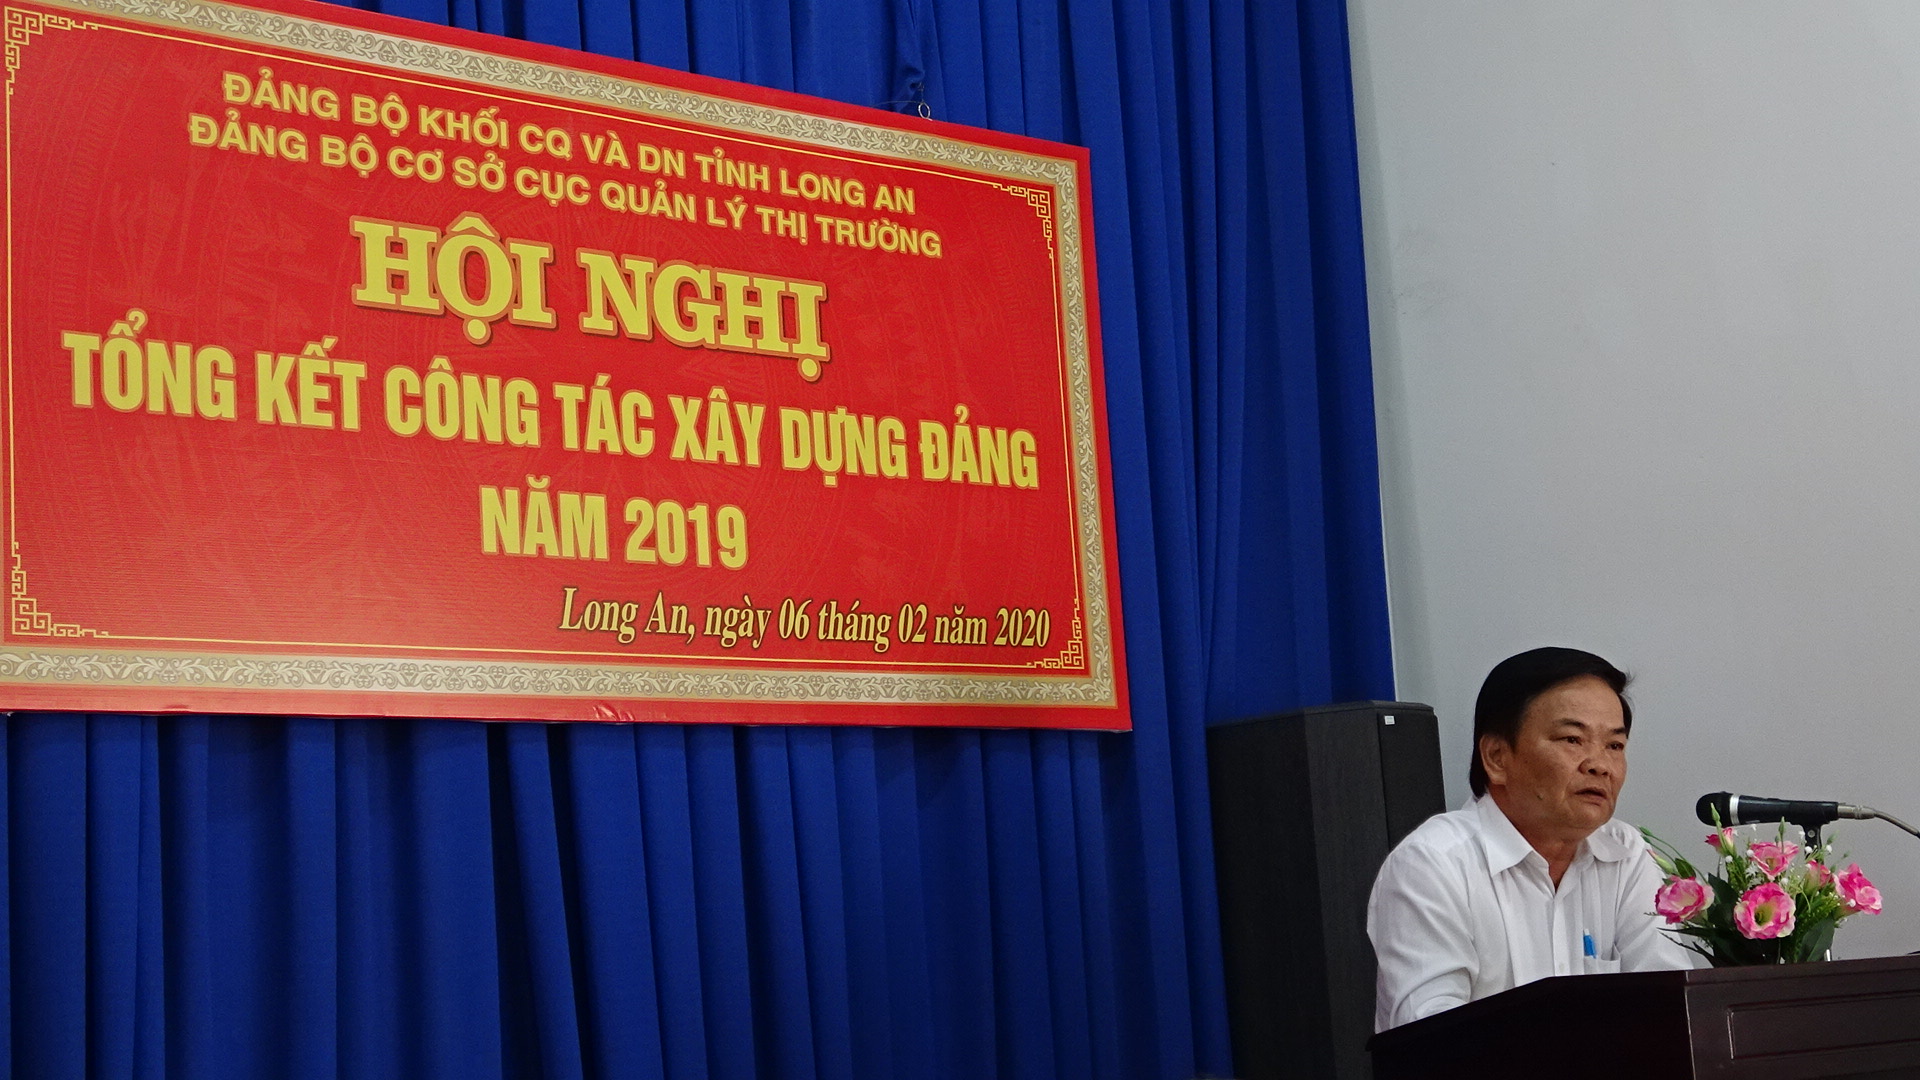 ĐẢNG BỘ KHỐI CQ VÀ DN TỈNH LONG AN
ĐẢNG BỘ CƠ SỞ CỤC QUẢN LÝ THỊ TRƯỜNG
HỘI NGHỊ
TỔNG KẾT CÔNG TÁC XÂY DỰNG ĐẢNG
NĂM 2019
Long An, ngày 06 tháng 02 năm 2020